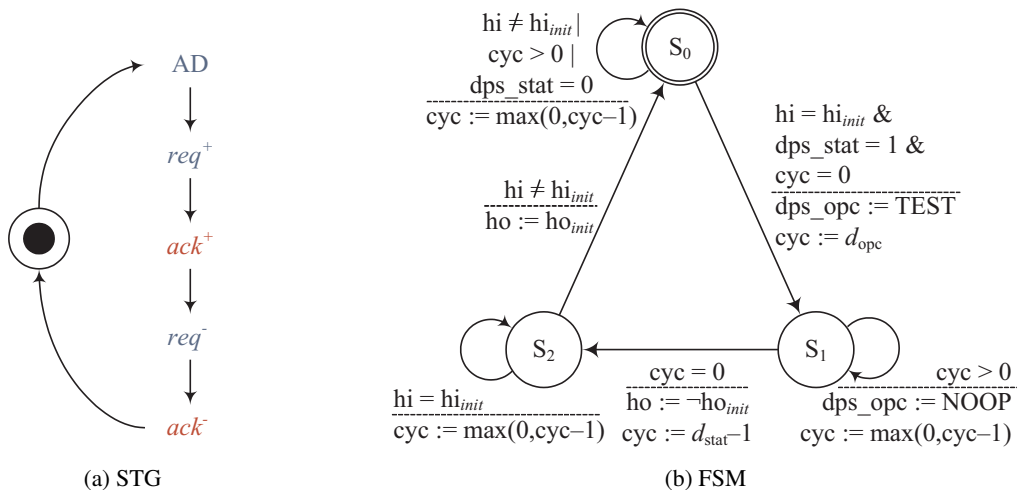 AD
req+
ack+
req-
ack-
(a) STG
hi ≠ hi_init |
cyc > 0 |
dps_stat = 0
cyc := max(0,cyc–1)
S0
hi = hi_init &
dps_stat = 1 &
cyc = 0
dps_opc := TEST
cyc := d_opc
hi ≠ hi_init
ho := ho_init
S2
S1
hi = hi_init
cyc := max(0,cyc–1)
cyc = 0
ho := ¬ho_init
cyc := d_stat–1
cyc > 0
dps_opc := NOOP
cyc := max(0,cyc–1)
(b) FSM